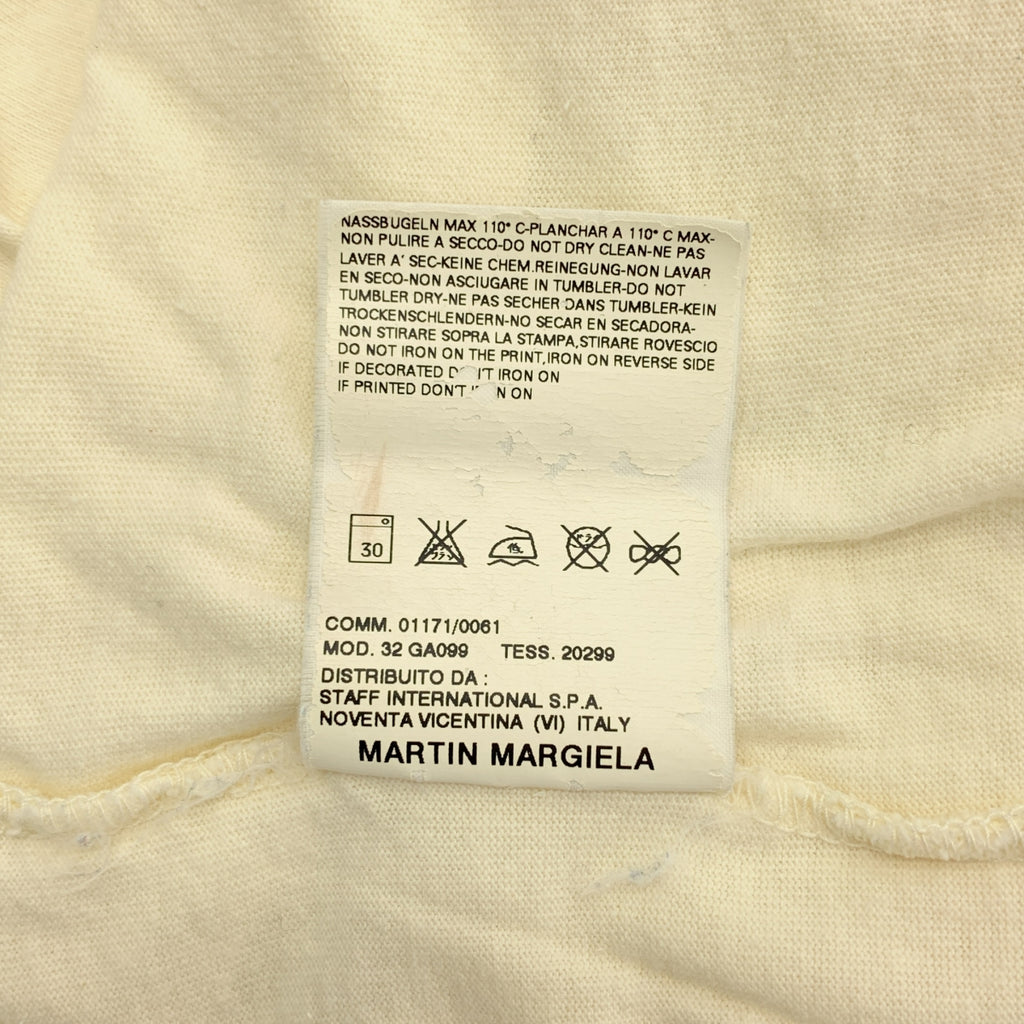 NASSBUGELN MAX 110° C-PLANCHAR A 110° C MAX-
NON PULIRE A SECCO-DO NOT DRY CLEAN-NE PAS
LAVER A' SEC-KEINE CHEM.REINEGUNG-NON LAVAR
EN SECO-NON ASCIUGARE IN TUMBLER-DO NOT
TUMBLER DRY-NE PAS SECHER DANS TUMBLER-KEIN
TROCKENSCHLENDERN-NO SECAR EN SECADORA-
NON STIRARE SOPRA LA STAMPA,STIRARE ROVESCIO
DO NOT IRON ON THE PRINT,IRON ON REVERSE SIDE
IF DECORATED DON'T IRON ON
IF PRINTED DON'T IRON ON
30
COMM. 01171/0061
MOD. 32 GA099 TESS. 20299
DISTRIBUITO DA :
STAFF INTERNATIONAL S.P.A.
NOVENTA VICENTINA (VI) ITALY
MARTIN MARGIELA